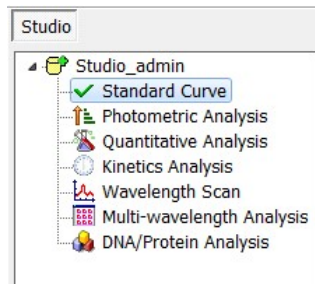 Studio
Studio_admin
Standard Curve
Photometric Analysis
Quantitative Analysis
Kinetics Analysis
Wavelength Scan
Multi-wavelength Analysis
DNA/Protein Analysis